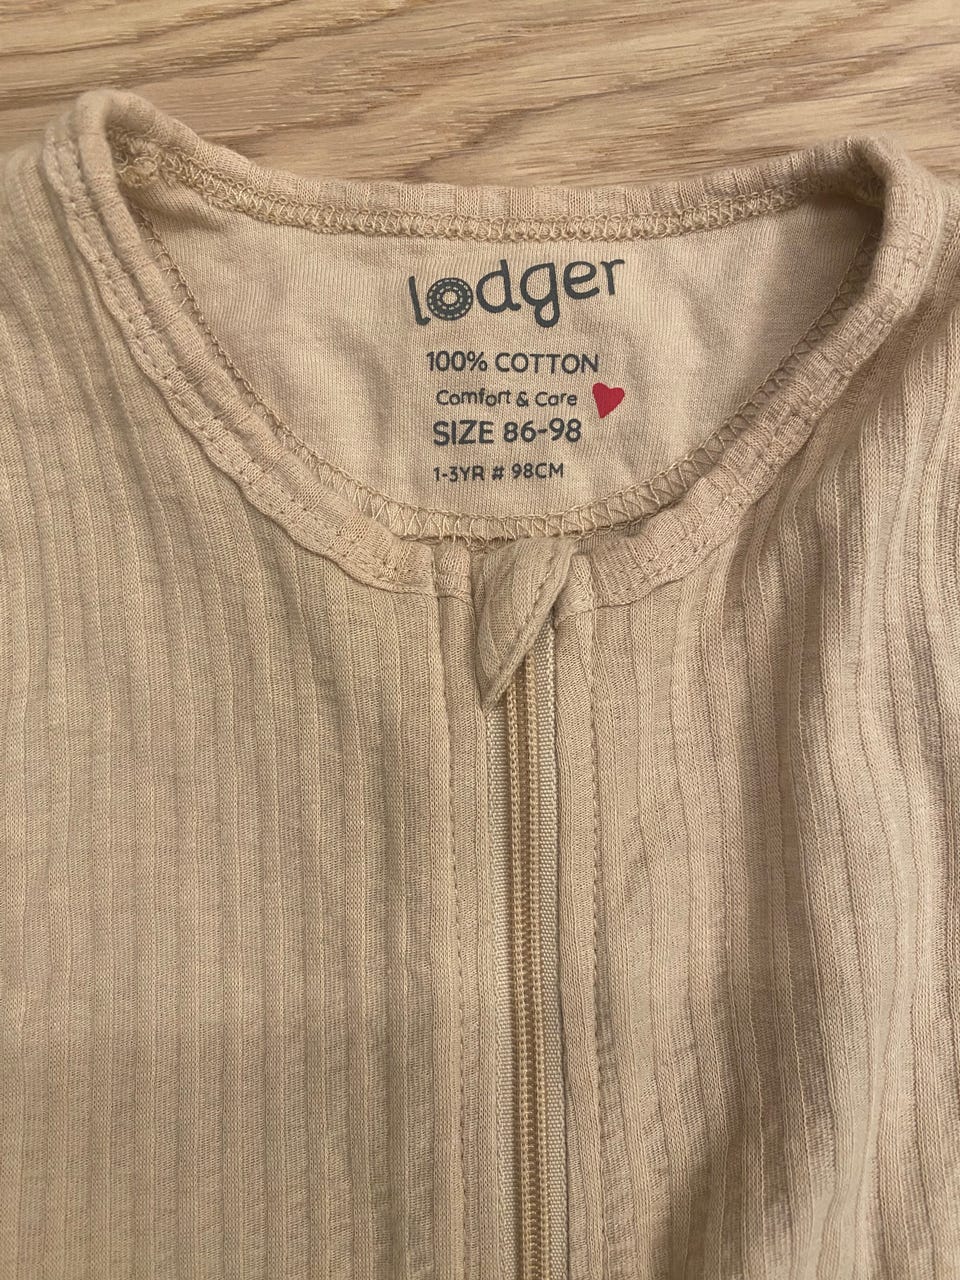 lodger
100% COTTON
Comfort & Care
SIZE 86-98
1-3YR # 98CM